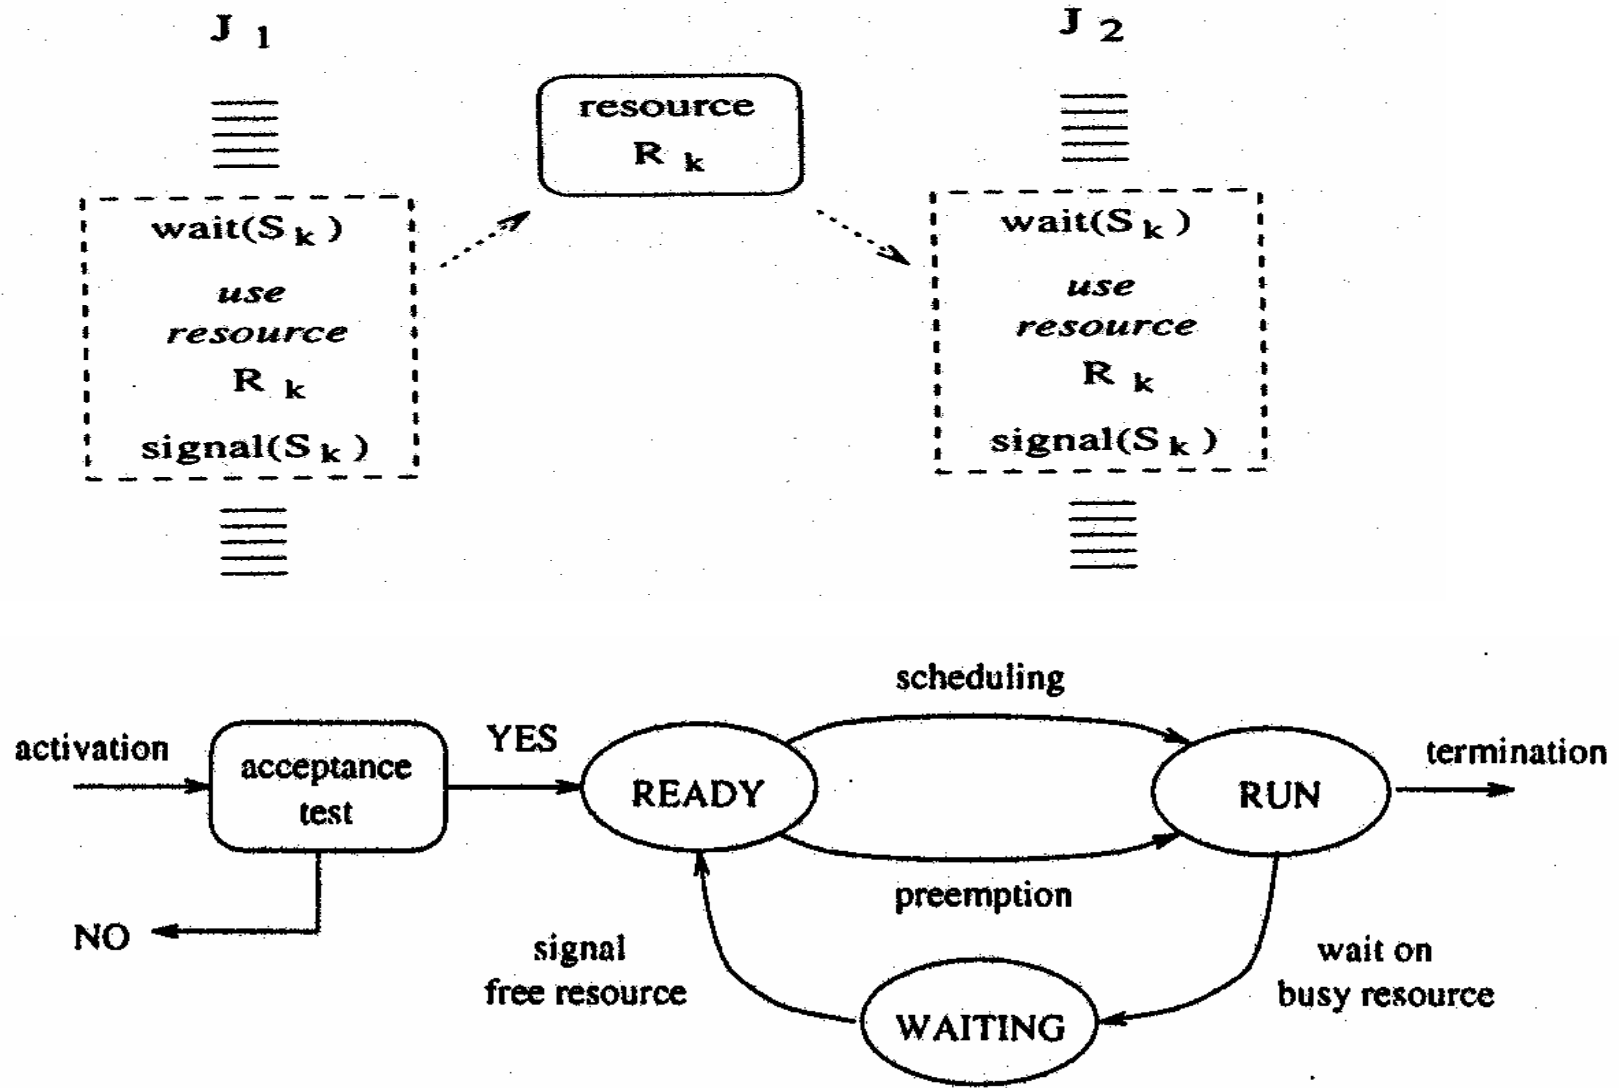 J 1
J 2
resource
R k
wait(S k )
use
resource
R k
signal(S k )
wait(S k )
use
resource
R k
signal(S k )
scheduling
activation
acceptance
test
YES
READY
RUN
termination
preemption
NO
signal
free resource
WAITING
wait on
busy resource